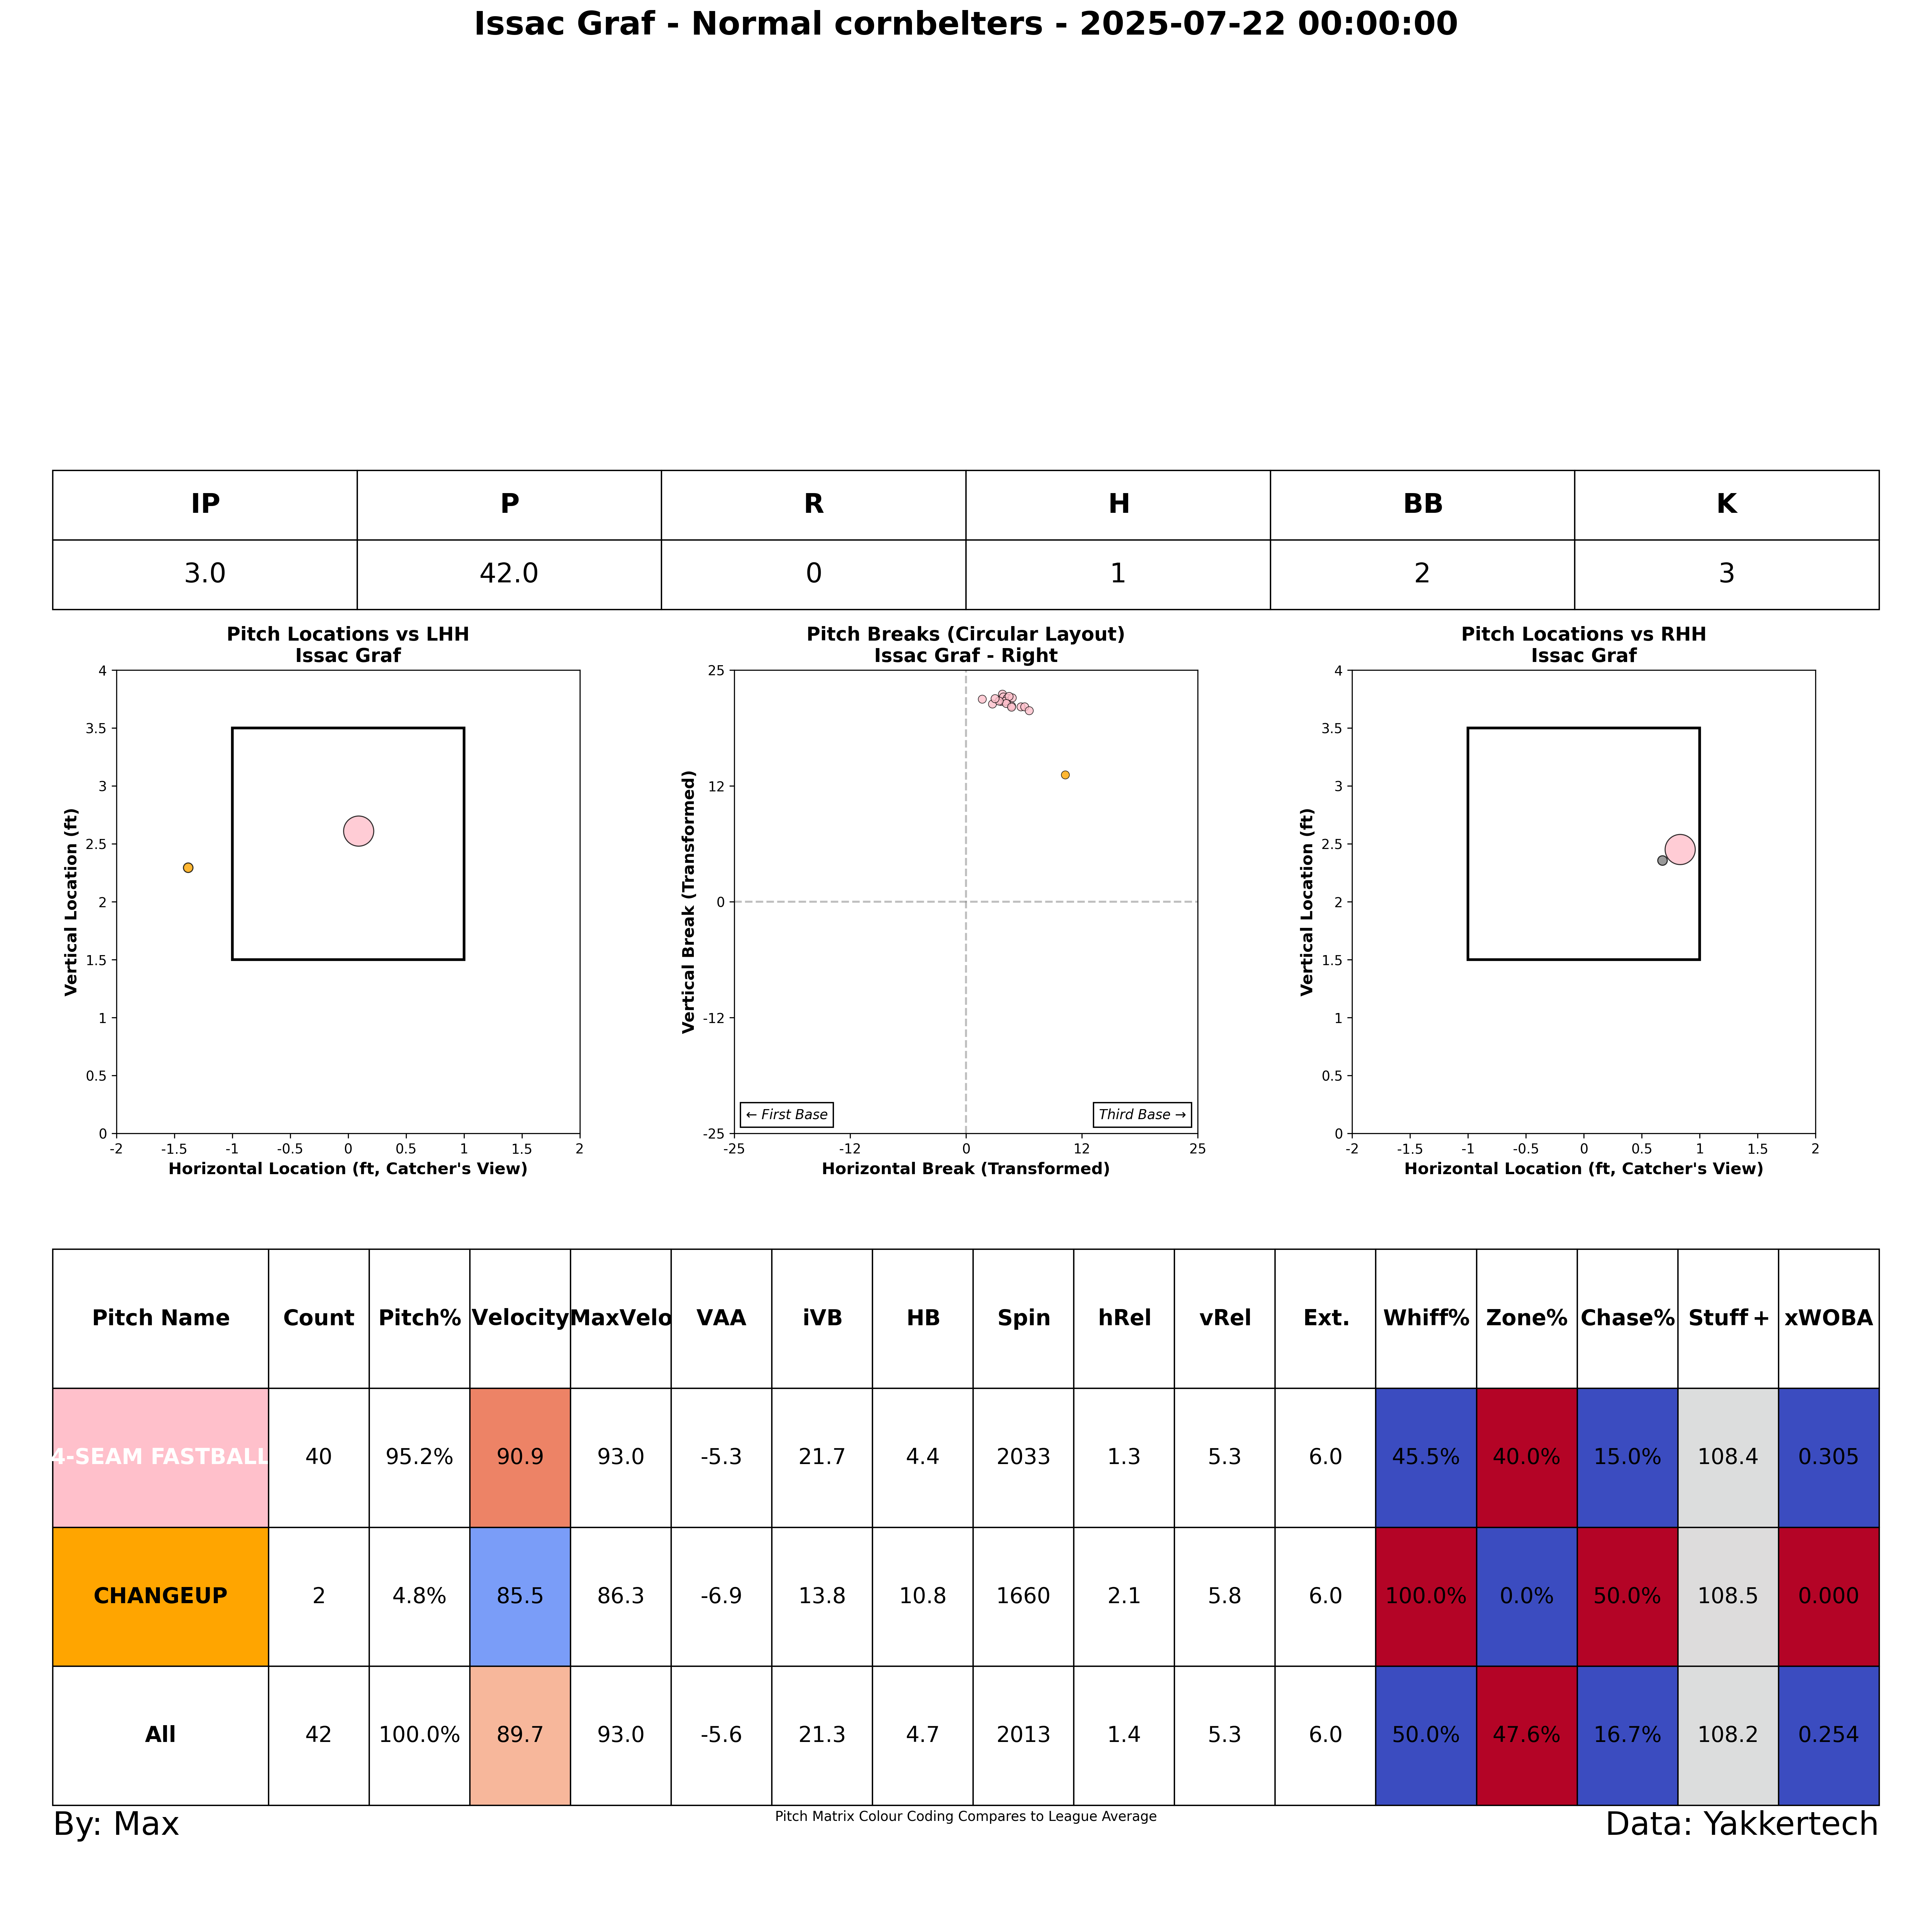 Issac Graf - Normal cornbelters - 2025-07-22 00:00:00
IP P R H BB K
3.0 42.0 0 1 2 3
Pitch Locations vs LHH
Issac Graf
4
3.5
3
2.5
2
1.5
1
0.5
0
Vertical Location (ft)
-2 -1.5 -1 -0.5 0 0.5 1 1.5 2
Horizontal Location (ft, Catcher's View)
Pitch Breaks (Circular Layout)
Issac Graf - Right
25
12
0
-12
-25
Vertical Break (Transformed)
← First Base
Third Base →
-25 -12 0 12 25
Horizontal Break (Transformed)
Pitch Locations vs RHH
Issac Graf
4
3.5
3
2.5
2
1.5
1
0.5
0
Vertical Location (ft)
-2 -1.5 -1 -0.5 0 0.5 1 1.5 2
Horizontal Location (ft, Catcher's View)
Pitch Name Count Pitch% Velocity MaxVelo VAA iVB HB Spin hRel vRel Ext. Whiff% Zone% Chase% Stuff+ xWOBA
4-SEAM FASTBALL 40 95.2% 90.9 93.0 -5.3 21.7 4.4 2033 1.3 5.3 6.0 45.5% 40.0% 15.0% 108.4 0.305
CHANGEUP 2 4.8% 85.5 86.3 -6.9 13.8 10.8 1660 2.1 5.8 6.0 100.0% 0.0% 50.0% 108.5 0.000
All 42 100.0% 89.7 93.0 -5.6 21.3 4.7 2013 1.4 5.3 6.0 50.0% 47.6% 16.7% 108.2 0.254
By: Max
Pitch Matrix Colour Coding Compares to League Average
Data: Yakkertech